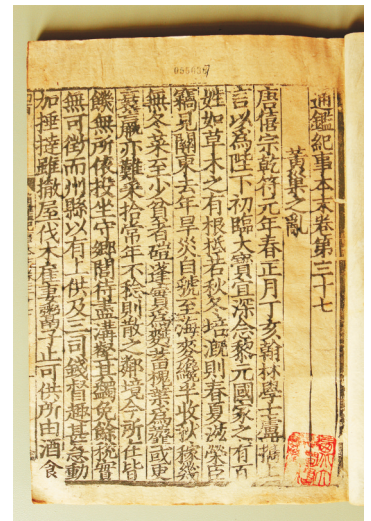 通鑑紀事本末卷第三十七
黃巢之亂
唐僖宗乾符元年春正月丁亥翰林學士盧攜上
言以為陛下初臨大寶宜深念黎元國家之有百
姓如草木之有根柢若秋冬培溉則春夏滋榮臣
竊見關東去年旱災自虢至海麥纔半收秋稼幾
無冬菜至少貧者磑蓬實爲麵蓄槐葉爲虀或更
衰羸亦難采拾常年不稔則散之鄰境今所在皆
饑無所依投坐守鄉閭待盡溝壑其蠲免餘稅實
無可徵而州縣以有上供及三司錢督趣甚急動
加捶撻雖撤屋伐木雇妻鬻子止可供所由酒食